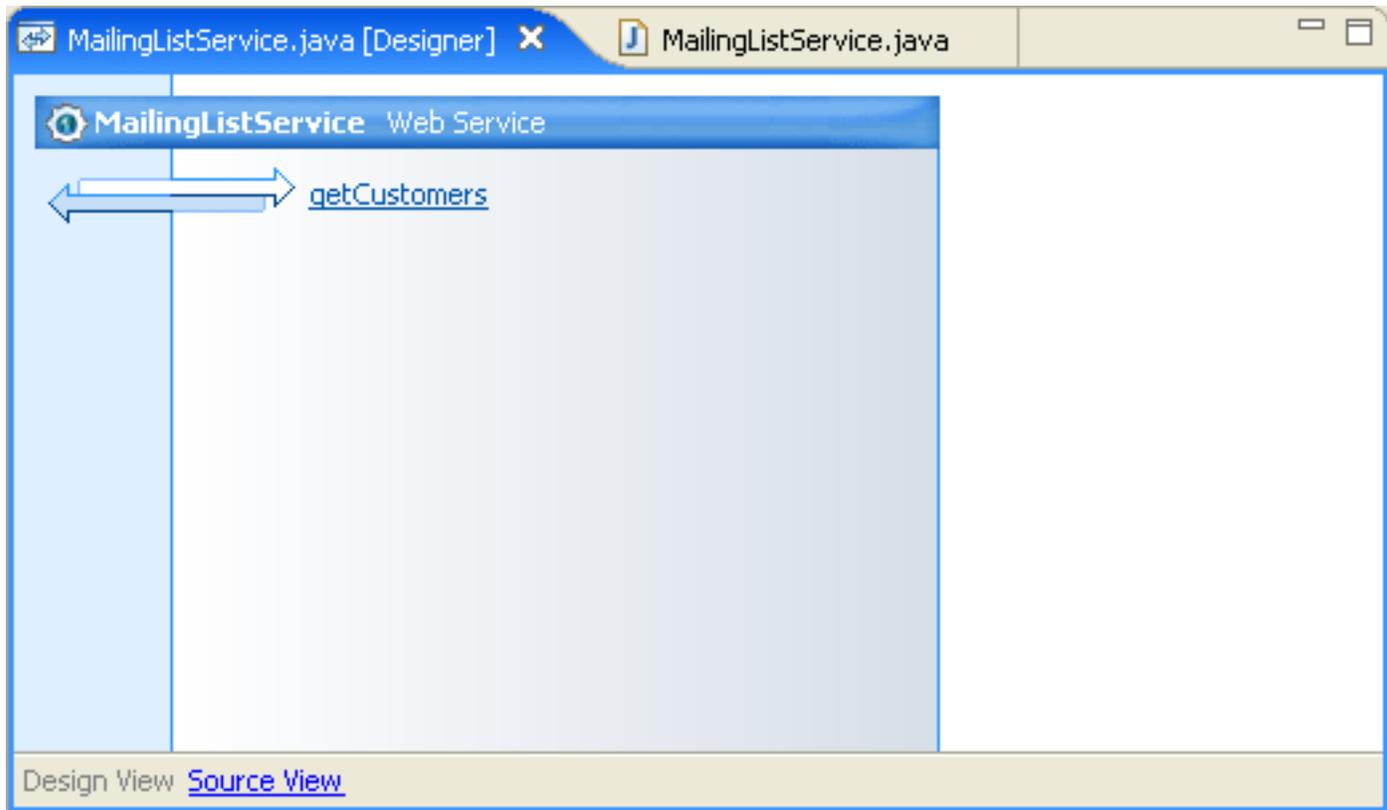 MailingListService.java [Designer] MailingListService.java
MailingListService Web Service
getCustomers
Design View Source View